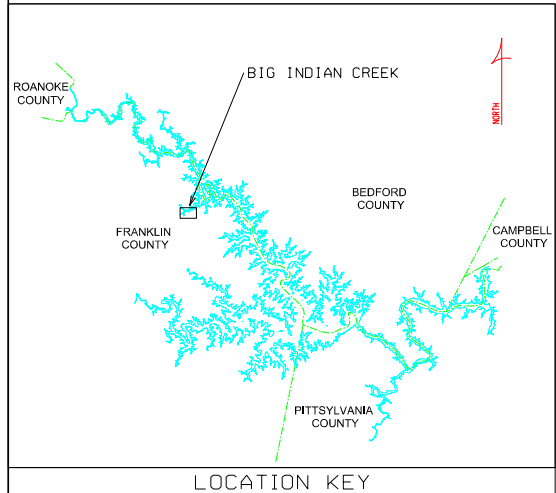 BIG INDIAN CREEK
ROANOKE
COUNTY
NORTH
BEDFORD
COUNTY
FRANKLIN
COUNTY
CAMPBELL
COUNTY
PITTSYLVANIA
COUNTY
LOCATION KEY